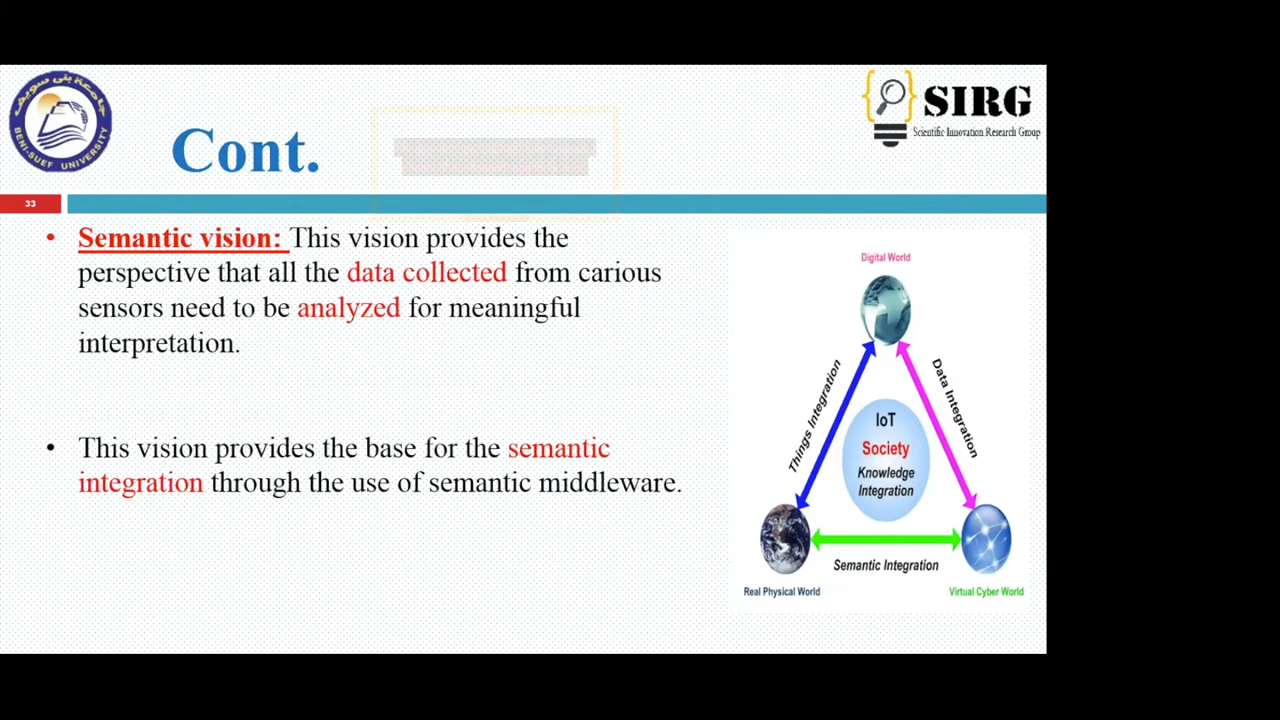 جامعة بنى سويف
BENI-SUEF UNIVERSITY
SIRG
Scientific Innovation Research Group
Cont.
33
• Semantic vision: This vision provides the
perspective that all the data collected from carious
sensors need to be analyzed for meaningful
interpretation.
• This vision provides the base for the semantic
integration through the use of semantic middleware.
Digital World
Things Integration
Data Integration
IoT
Society
Knowledge
Integration
Semantic Integration
Real Physical World
Virtual Cyber World